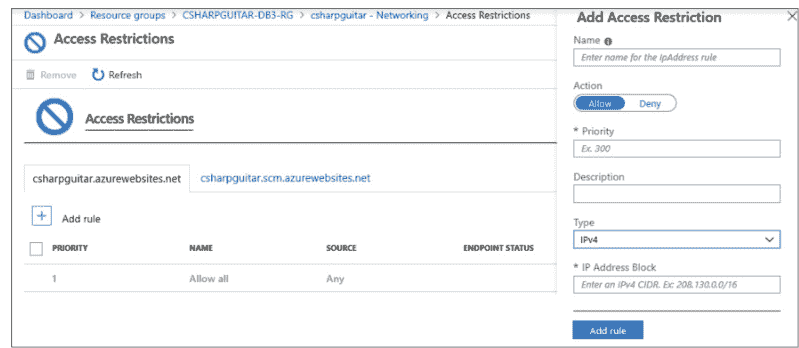 Dashboard > Resource groups > CSHARPGUITAR-DB3-RG > csharpguitar - Networking > Access Restrictions
Access Restrictions
Remove Refresh
Access Restrictions
csharpguitar.azurewebsites.net csharpguitar.scm.azurewebsites.net
+ Add rule
PRIORITY NAME SOURCE ENDPOINT STATUS
1 Allow all Any
Add Access Restriction
Name
Enter name for the ipAddress rule
Action
Allow Deny
* Priority
Ex. 300
Description
Type
IPv4
* IP Address Block
Enter an IPv4 CIDR. Ex: 208.130.0.0/16
Add rule